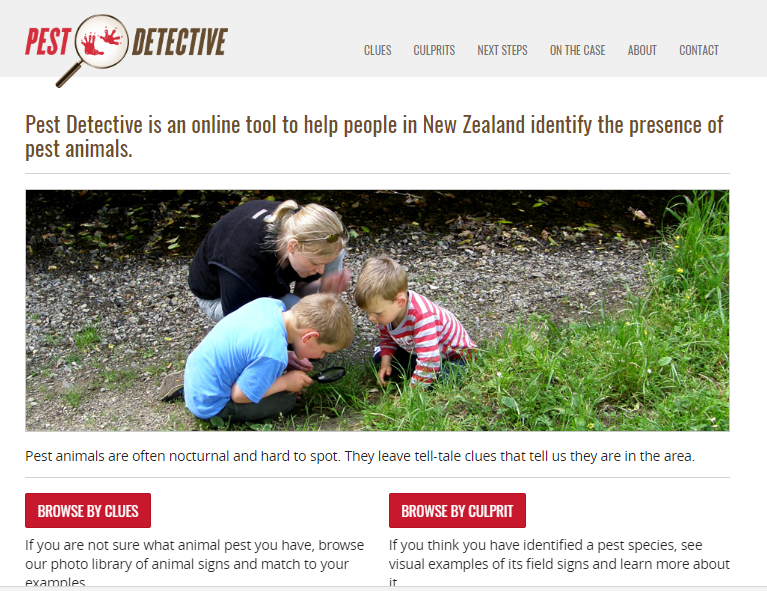 PEST DETECTIVE
CLUES CULPRITS NEXT STEPS ON THE CASE ABOUT CONTACT
Pest Detective is an online tool to help people in New Zealand identify the presence of
pest animals.
Pest animals are often nocturnal and hard to spot. They leave tell-tale clues that tell us they are in the area.
BROWSE BY CLUES
If you are not sure what animal pest you have, browse
our photo library of animal signs and match to your
examples.
BROWSE BY CULPRIT
If you think you have identified a pest species, see
visual examples of its field signs and learn more about
it.